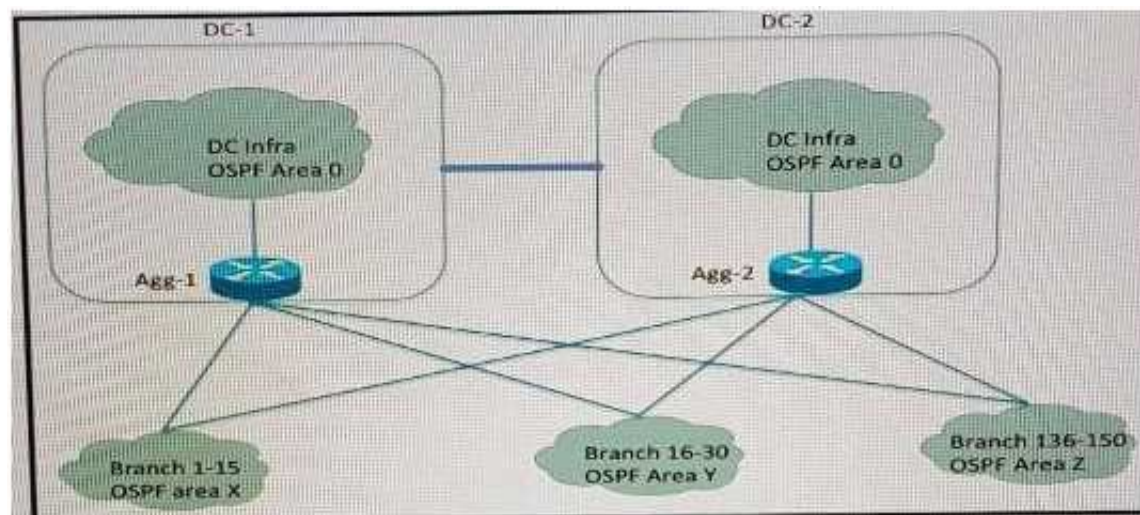 DC-1
DC-2
DC Infra
OSPF Area 0
DC Infra
OSPF Area 0
Agg-1
Agg-2
Branch 1-15
OSPF area X
Branch 16-30
OSPF Area Y
Branch 136-150
OSPF Area Z